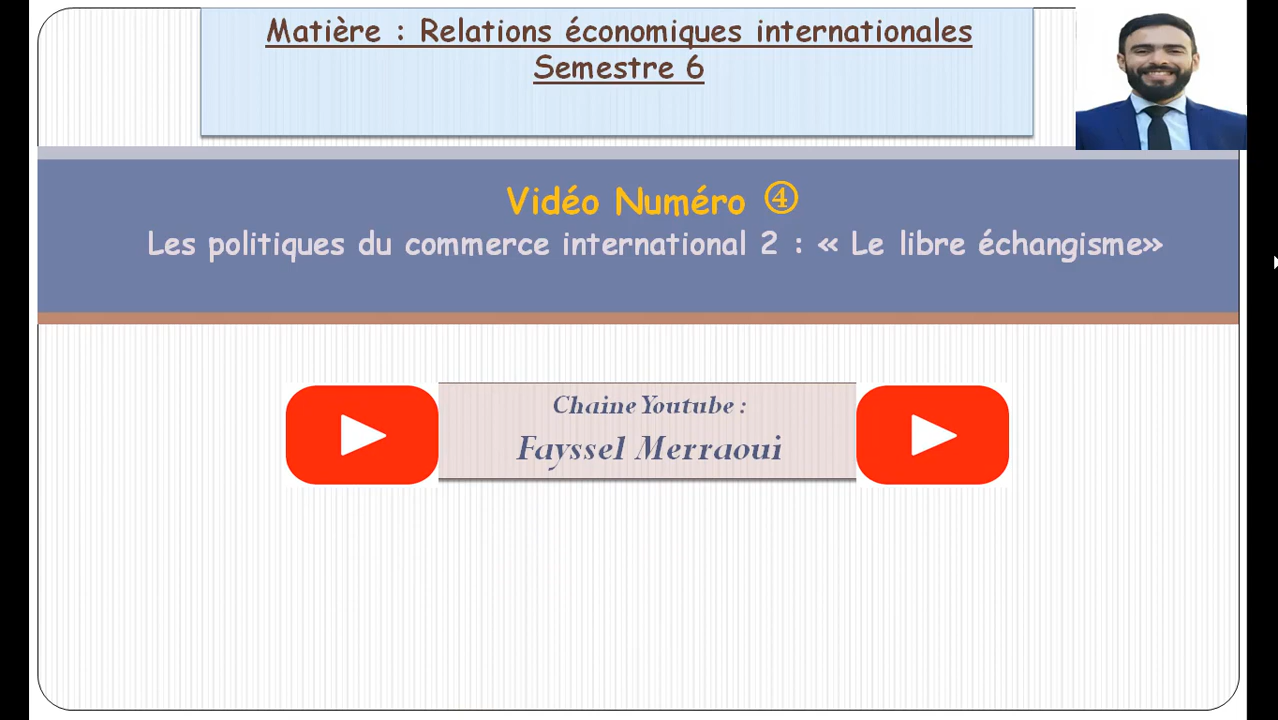 Matière : Relations économiques internationales
Semestre 6
Vidéo Numéro ④
Les politiques du commerce international 2 : « Le libre échangisme»
Chaine Youtube :
Fayssel Merraoui